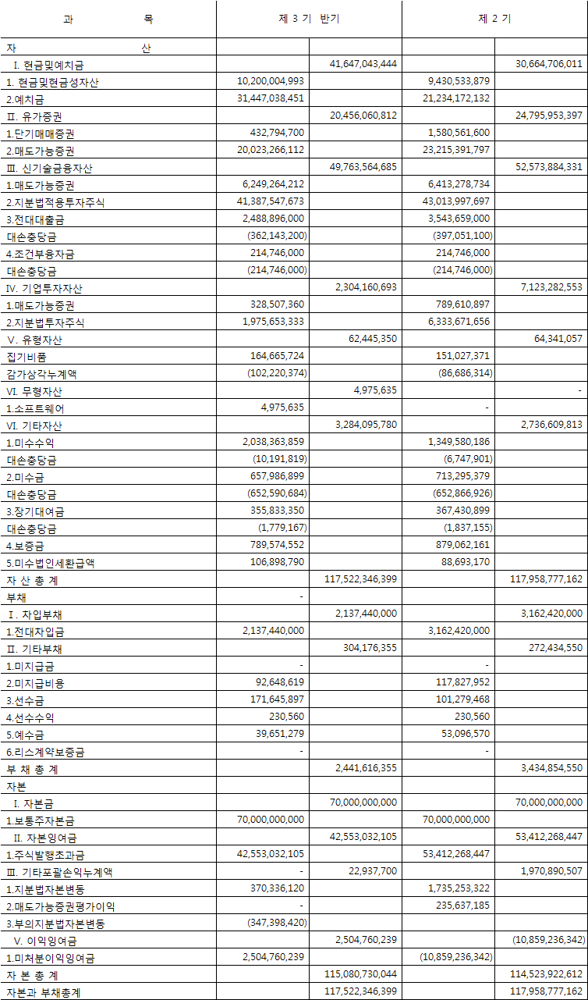 과 목 제 3 기 반기 제 2 기
자 산
I. 현금및예치금 41,647,043,444 30,664,706,011
1. 현금및현금성자산 10,200,004,993 9,430,533,879
2.예치금 31,447,038,451 21,234,172,132
Ⅱ. 유가증권 20,456,060,812 24,795,953,397
1.단기매매증권 432,794,700 1,580,561,600
2.매도가능증권 20,023,266,112 23,215,391,797
Ⅲ. 신기술금융자산 49,763,564,685 52,573,884,331
1.매도가능증권 6,249,264,212 6,413,278,734
2.지분법적용투자주식 41,387,547,673 43,013,997,697
3.전대대출금 2,488,896,000 3,543,659,000
대손충당금 (362,143,200) (397,051,100)
4.조건부융자금 214,746,000 214,746,000
대손충당금 (214,746,000) (214,746,000)
Ⅳ. 기업투자자산 2,304,160,693 7,123,282,553
1.매도가능증권 328,507,360 789,610,897
2.지분법투자주식 1,975,653,333 6,333,671,656
Ⅴ. 유형자산 62,445,350 64,341,057
집기비품 164,665,724 151,027,371
감가상각누계액 (102,220,374) (86,686,314)
Ⅵ. 무형자산 4,975,635 -
1.소프트웨어 4,975,635 -
Ⅵ. 기타자산 3,284,095,780 2,736,609,813
1.미수수익 2,038,363,859 1,349,580,186
대손충당금 (10,191,819) (6,747,901)
2.미수금 657,986,899 713,295,379
대손충당금 (652,590,684) (652,866,926)
3.장기대여금 355,833,350 367,430,899
대손충당금 (1,779,167) (1,837,155)
4.보증금 789,574,552 879,062,161
5.미수법인세환급액 106,898,790 88,693,170
자 산 총 계 117,522,346,399 117,958,777,162
부채 -
Ⅰ. 차입부채 2,137,440,000 3,162,420,000
1.전대차입금 2,137,440,000 3,162,420,000
Ⅱ. 기타부채 304,176,355 272,434,550
1.미지급금 - -
2.미지급비용 92,648,619 117,827,952
3.선수금 171,645,897 101,279,468
4.선수수익 230,560 230,560
5.예수금 39,651,279 53,096,570
6.리스계약보증금 - -
부 채 총 계 2,441,616,355 3,434,854,550
자본
I. 자본금 70,000,000,000 70,000,000,000
1.보통주자본금 70,000,000,000 70,000,000,000
II. 자본잉여금 42,553,032,105 53,412,268,447
1.주식발행초과금 42,553,032,105 53,412,268,447
Ⅲ. 기타포괄손익누계액 - 22,937,700 1,970,890,507
1.지분법자본변동 370,336,120 1,735,253,322
2.매도가능증권평가이익 - 235,637,185
3.부의지분법자본변동 (347,398,420)
V. 이익잉여금 2,504,760,239 (10,859,236,342)
1.미처분이익잉여금 2,504,760,239 (10,859,236,342)
자 본 총 계 115,080,730,044 114,523,922,612
자본과 부채총계 117,522,346,399 117,958,777,162